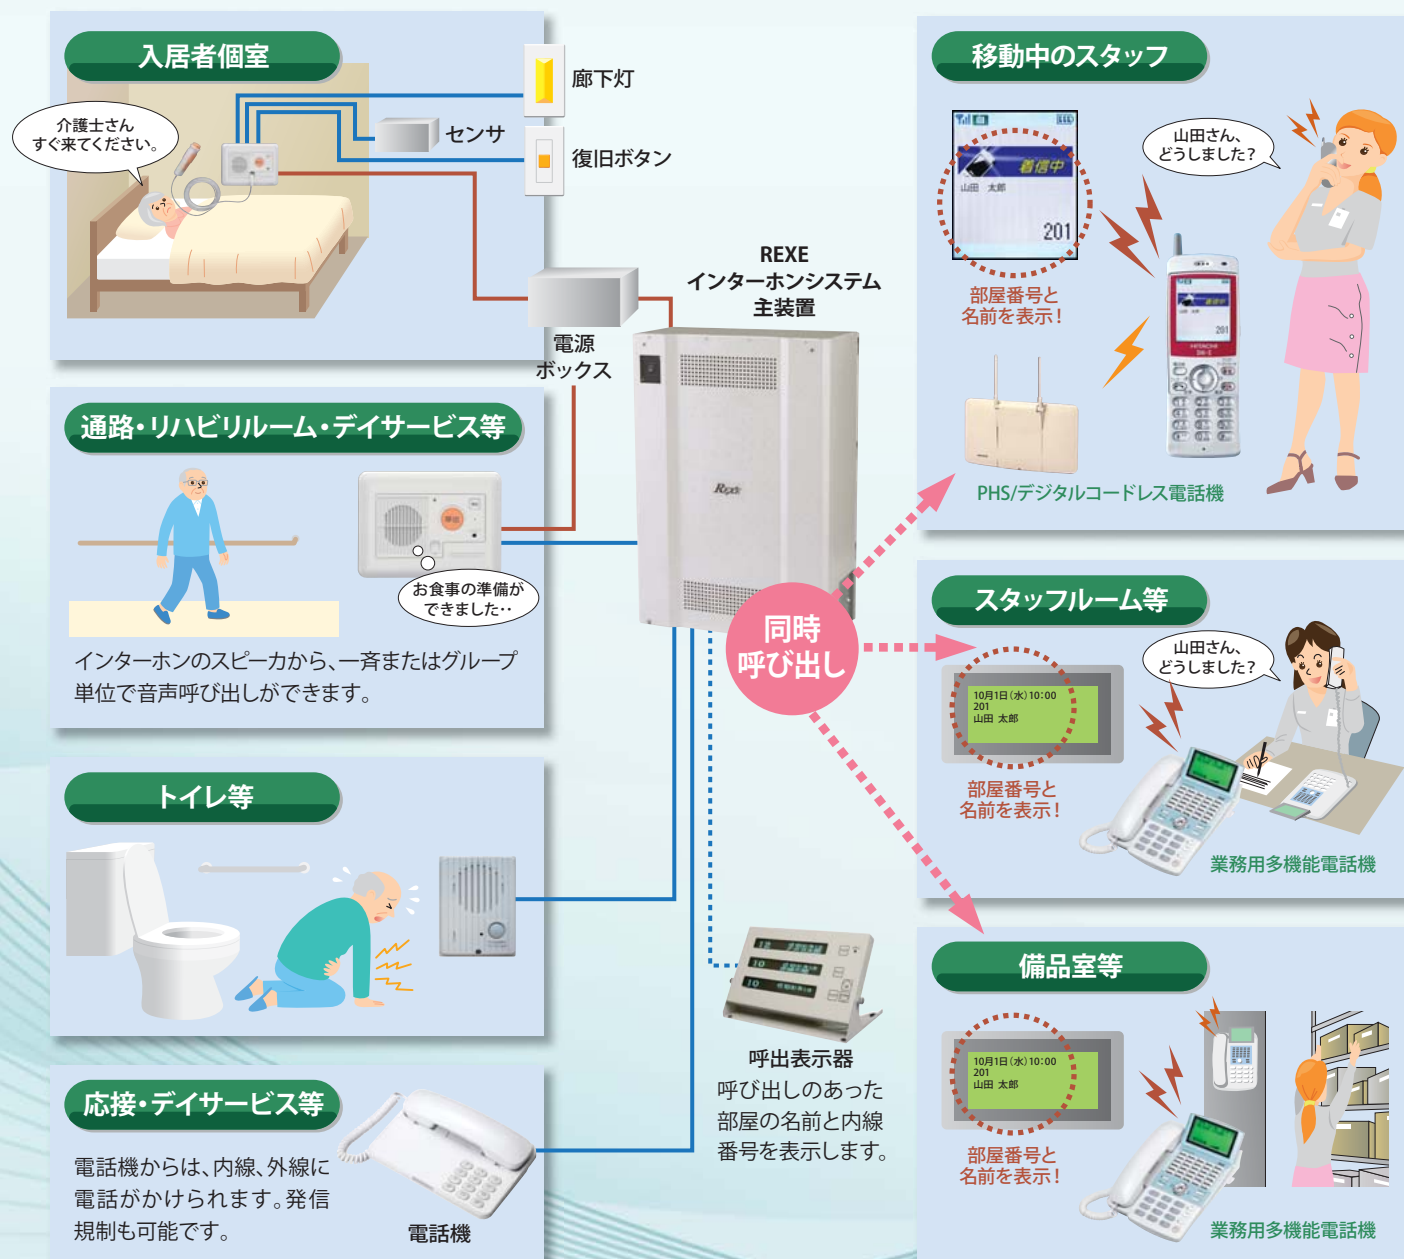 入居者個室
介護士さん
すぐ来てください。
廊下灯
センサ
復旧ボタン
電源
ボックス
REXE
インターホンシステム
主装置
REXE
通路・リハビリルーム・デイサービス等
お食事の準備が
できました‥
インターホンのスピーカから、一斉またはグループ
単位で音声呼び出しができます。
トイレ等
応接・デイサービス等
電話機からは、内線、外線に
電話がかけられます。発信
規制も可能です。
電話機
呼出表示器
呼び出しのあった
部屋の名前と内線
番号を表示します。
同時
呼び出し
移動中のスタッフ
着信中
山田 太郎
201
部屋番号と
名前を表示!
山田さん、
どうしました?
201
HITACHI
PHS/デジタルコードレス電話機
スタッフルーム等
10月1日(水)10:00
201
山田 太郎
部屋番号と
名前を表示!
山田さん、
どうしました?
業務用多機能電話機
備品室等
10月1日(水)10:00
201
山田 太郎
部屋番号と
名前を表示!
業務用多機能電話機